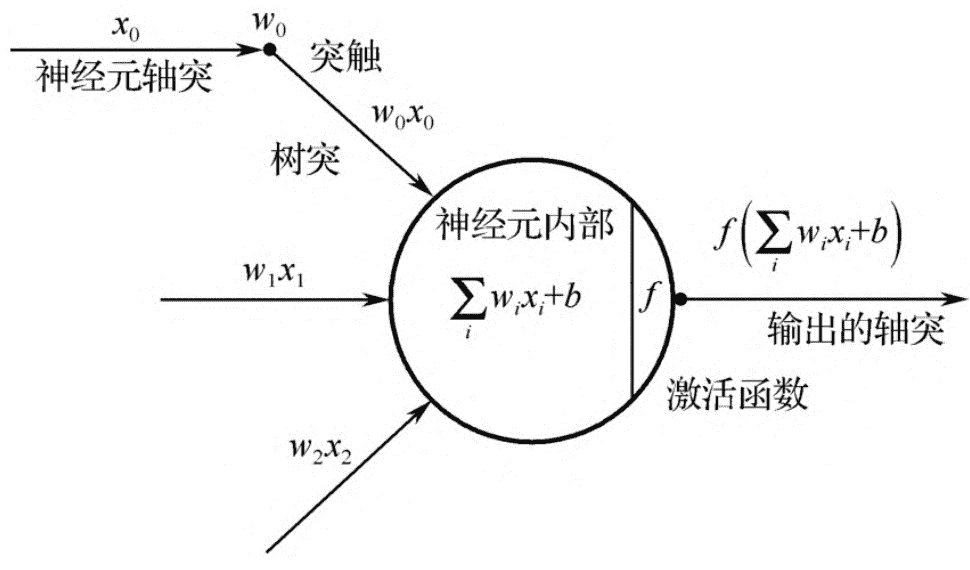 x₀
w₀
神经元轴突
突触
w₀x₀
树突
神经元内部
f(∑ᵢ wᵢxᵢ+b)
w₁x₁
∑ᵢ wᵢxᵢ+b
f
输出的轴突
激活函数
w₂x₂